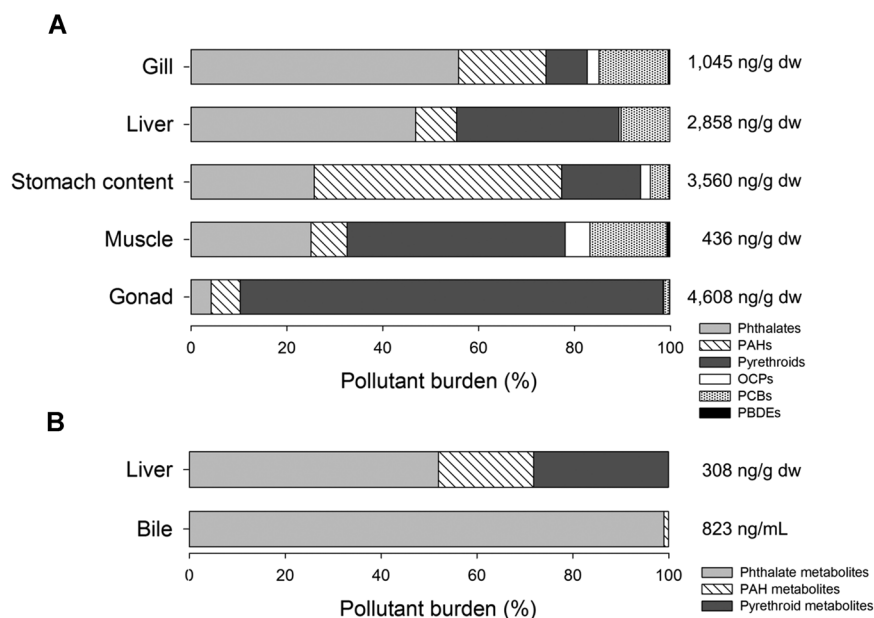 A
Gill 1,045 ng/g dw
Liver 2,858 ng/g dw
Stomach content 3,560 ng/g dw
Muscle 436 ng/g dw
Gonad 4,608 ng/g dw
0 20 40 60 80 100
Pollutant burden (%)
Phthalates
PAHs
Pyrethroids
OCPs
PCBs
PBDEs
B
Liver 308 ng/g dw
Bile 823 ng/mL
0 20 40 60 80 100
Pollutant burden (%)
Phthalate metabolites
PAH metabolites
Pyrethroid metabolites